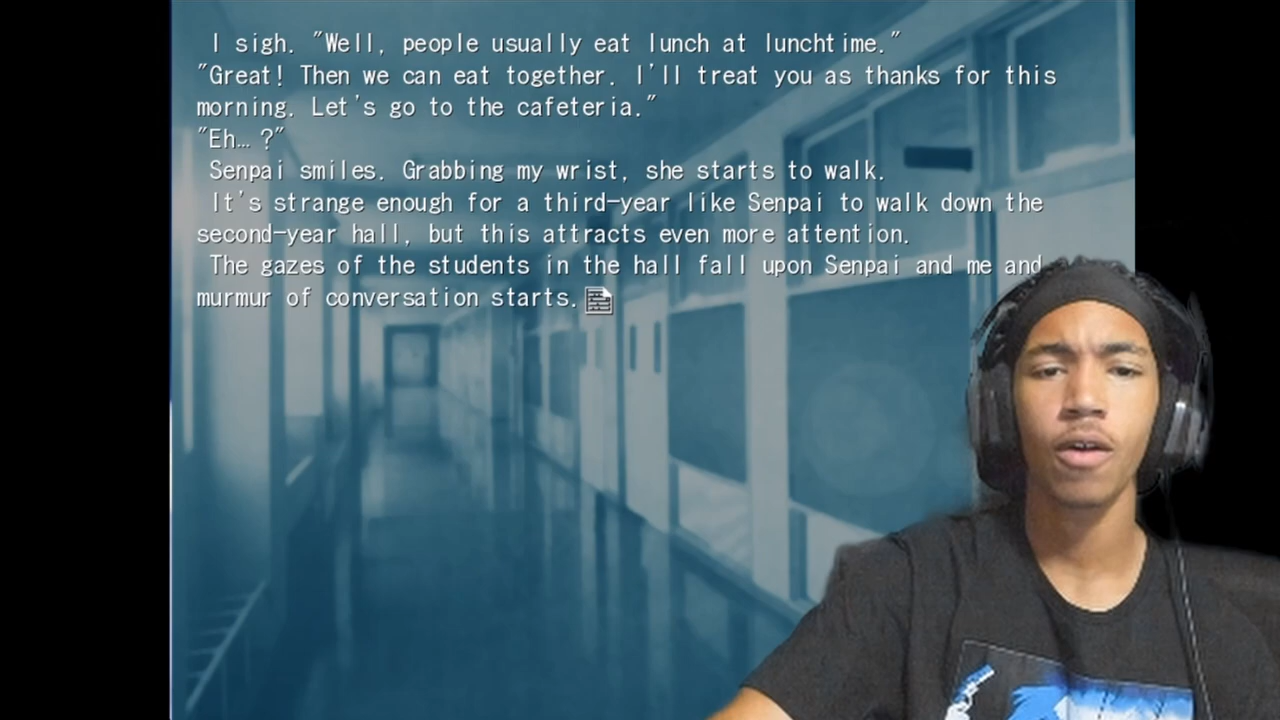 I sigh. "Well, people usually eat lunch at lunchtime."
"Great! Then we can eat together. I'll treat you as thanks for this
morning. Let's go to the cafeteria."
"Eh… ?"
Senpai smiles. Grabbing my wrist, she starts to walk.
It's strange enough for a third-year like Senpai to walk down the
second-year hall, but this attracts even more attention.
The gazes of the students in the hall fall upon Senpai and me and
murmur of conversation starts.